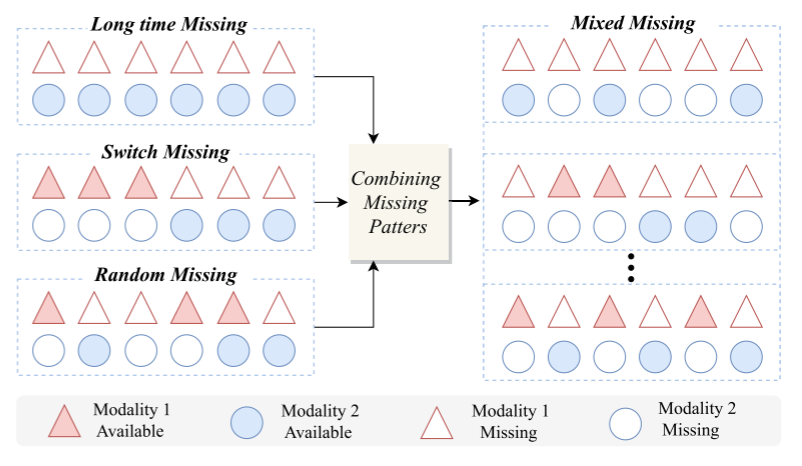 Long time Missing
Mixed Missing
Switch Missing
Combining
Missing
Patters
Random Missing
Modality 1
Available
Modality 2
Available
Modality 1
Missing
Modality 2
Missing